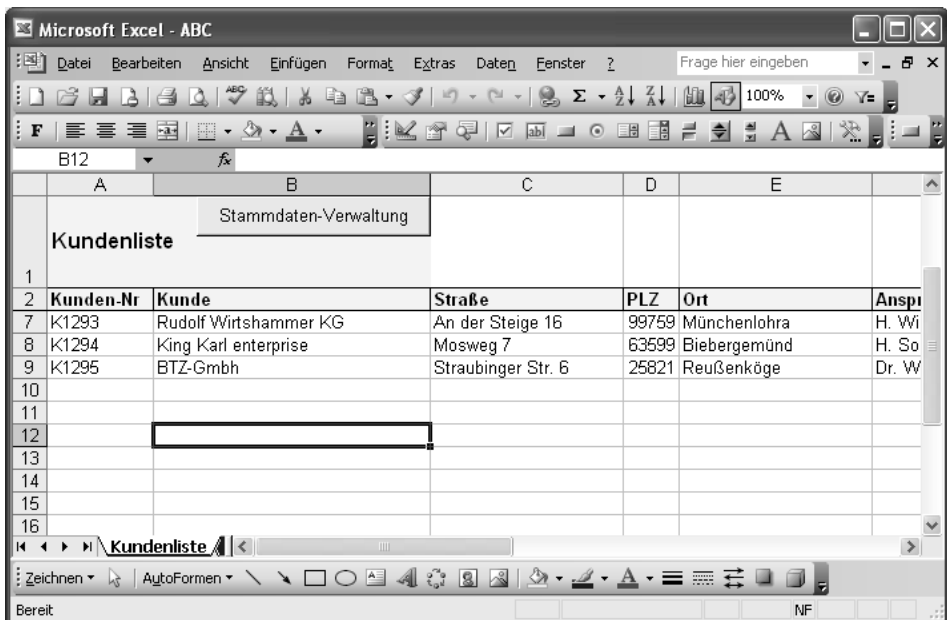 Microsoft Excel - ABC
Datei Bearbeiten Ansicht Einfügen Format Extras Daten Fenster ? Frage hier eingeben
100%
F A
B12 fx
A B C D E
Stammdaten-Verwaltung
Kundenliste
1
2 Kunden-Nr Kunde Straße PLZ Ort Anspr
7 K1293 Rudolf Wirtshammer KG An der Steige 16 99759 Münchenlohra H. Wi
8 K1294 King Karl enterprise Mosweg 7 63599 Biebergemünd H. So
9 K1295 BTZ-Gmbh Straubinger Str. 6 25821 Reußenköge Dr. W
10
11
12
13
14
15
16
Kundenliste
Zeichnen AutoFormen
Bereit NF